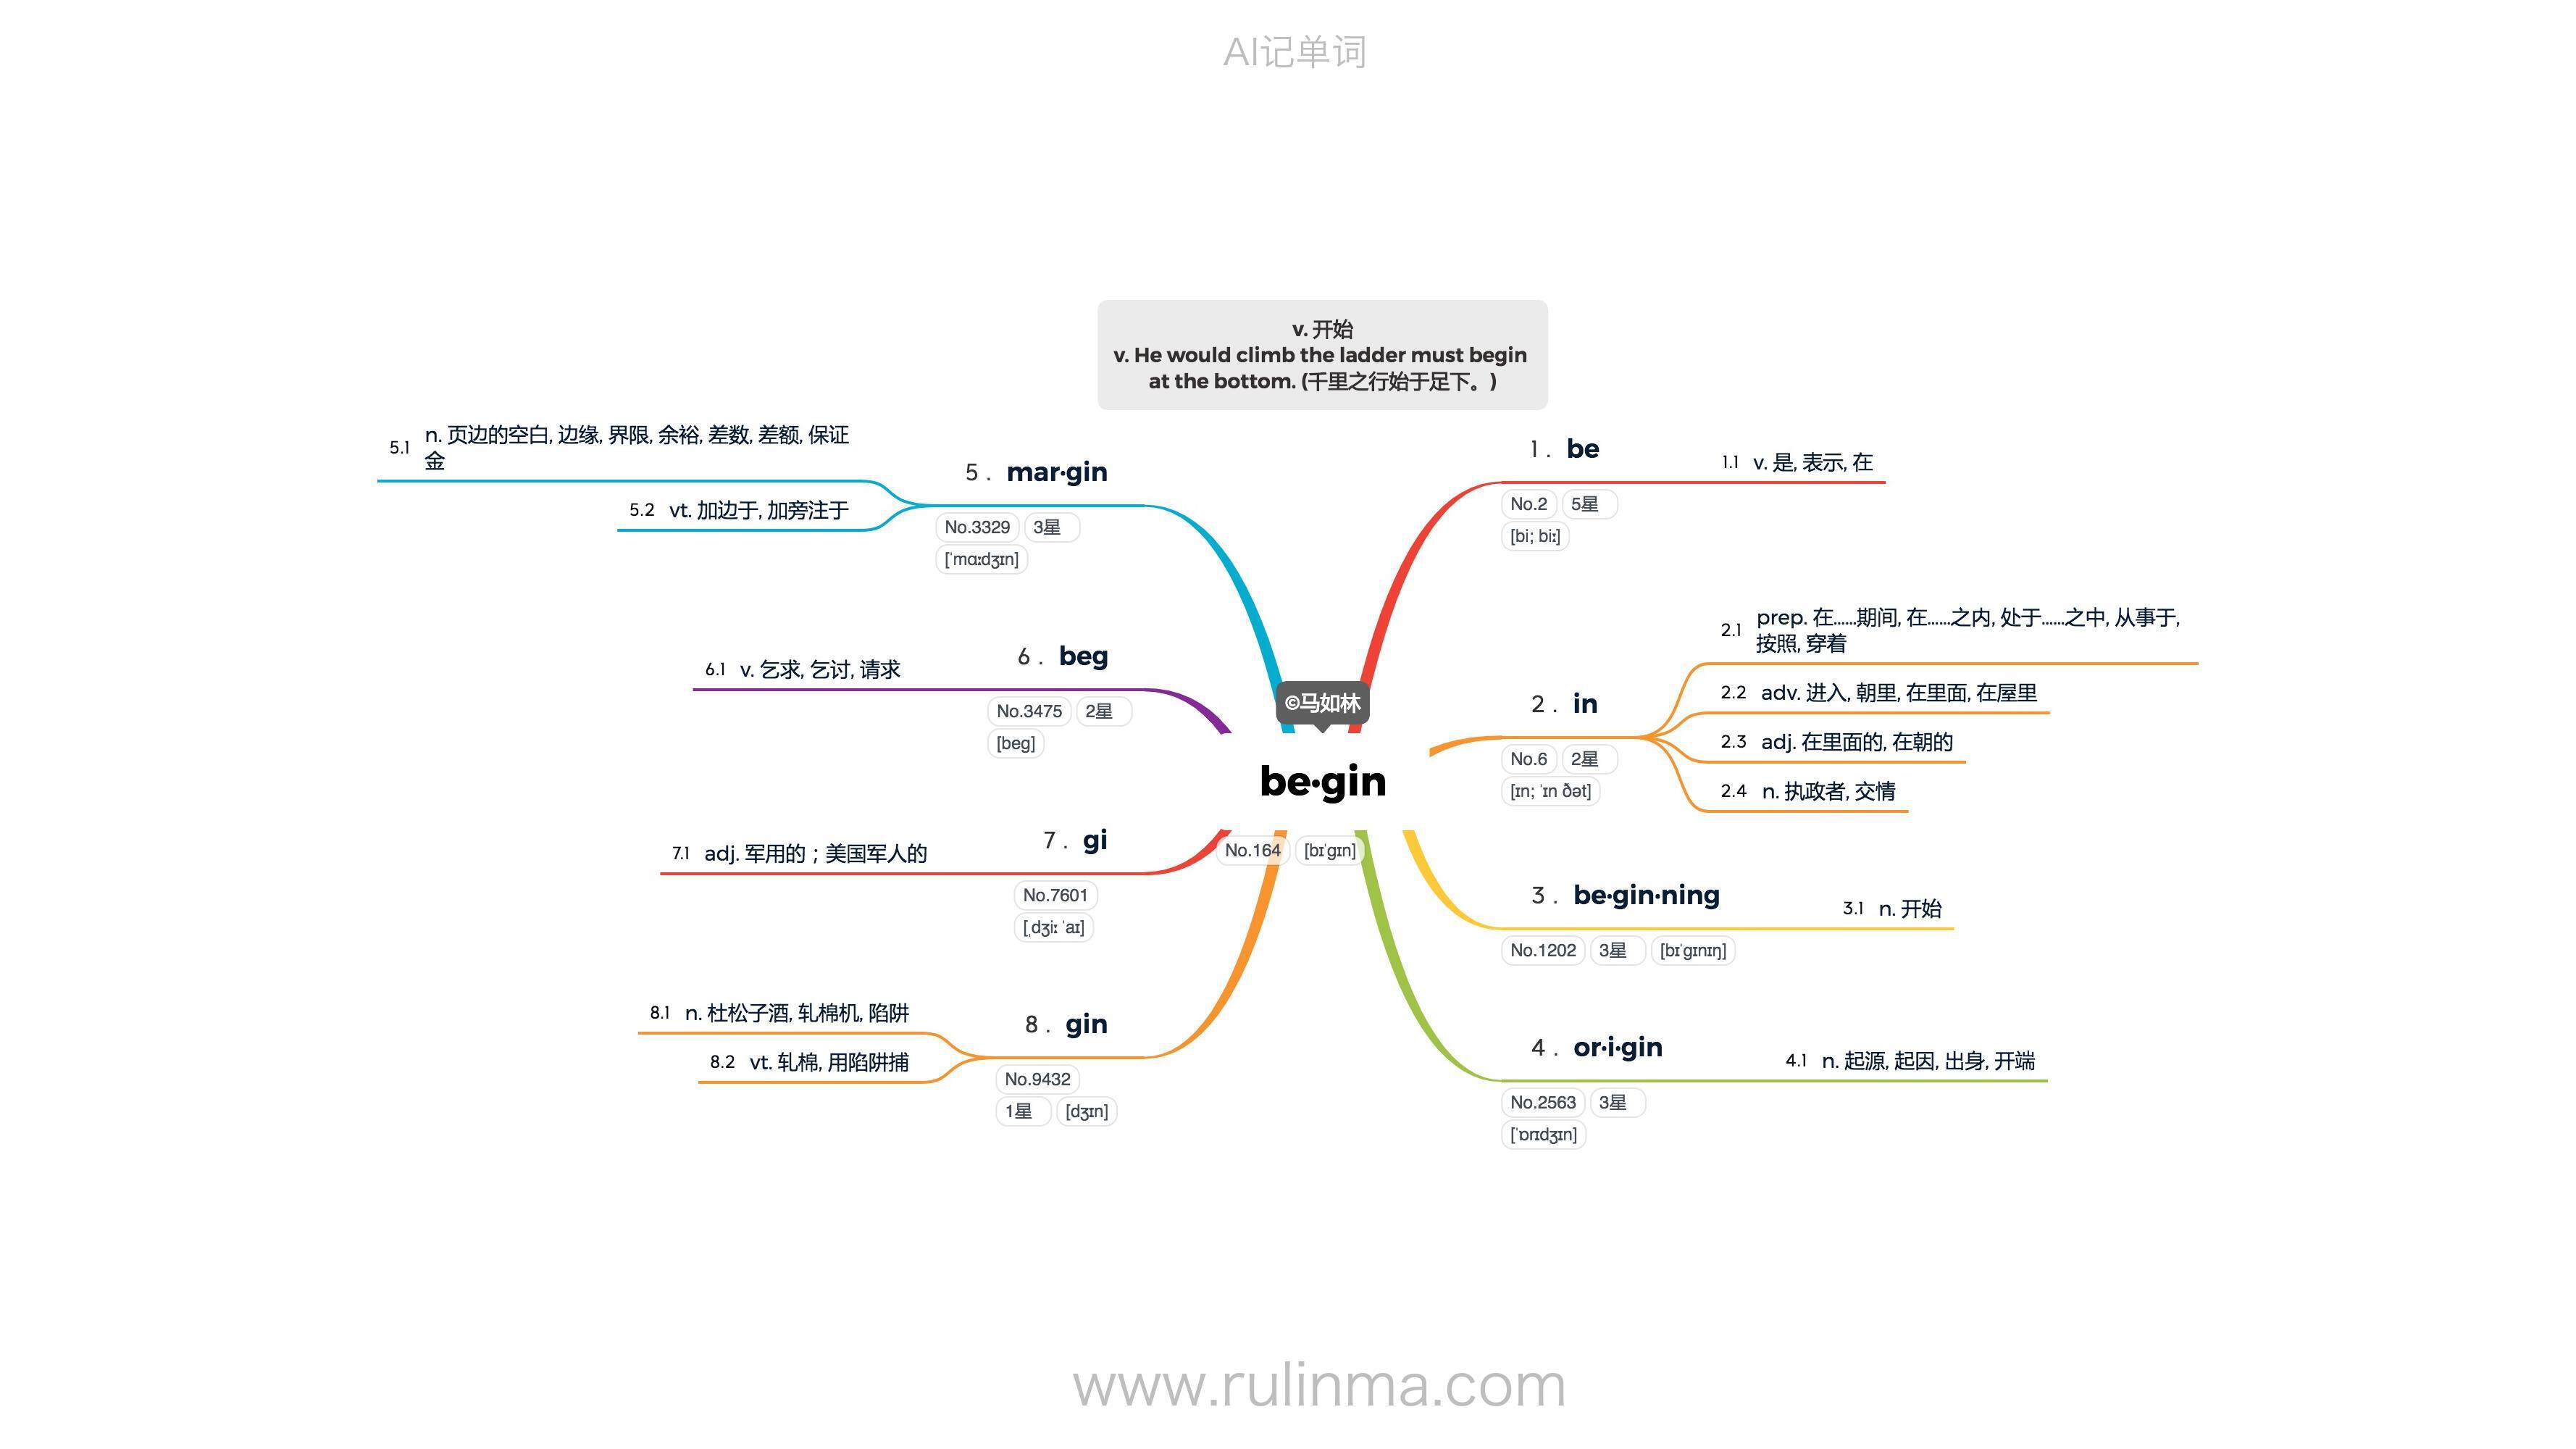 AI记单词
v. 开始
v. He would climb the ladder must begin
at the bottom. (千里之行始于足下。)
©马如林
be·gin
No.164 [bɪˈgɪn]
1. be
No.2 5星
[bi; biː]
1.1 v. 是, 表示, 在
2. in
No.6 2星
[ɪn; ˈɪn ðət]
2.1 prep. 在……期间, 在……之内, 处于……之中, 从事于,
按照, 穿着
2.2 adv. 进入, 朝里, 在里面, 在屋里
2.3 adj. 在里面的, 在朝的
2.4 n. 执政者, 交情
3. be·gin·ning
No.1202 3星 [bɪˈgɪnɪŋ]
3.1 n. 开始
4. or·i·gin
No.2563 3星
[ˈɒrɪdʒɪn]
4.1 n. 起源, 起因, 出身, 开端
5. mar·gin
No.3329 3星
[ˈmɑːdʒɪn]
5.1 n. 页边的空白, 边缘, 界限, 余裕, 差数, 差额, 保证
金
5.2 vt. 加边于, 加旁注于
6. beg
No.3475 2星
[beg]
6.1 v. 乞求, 乞讨, 请求
7. gi
No.7601
[ˌdʒiː ˈaɪ]
7.1 adj. 军用的；美国军人的
8. gin
No.9432
1星 [dʒɪn]
8.1 n. 杜松子酒, 轧棉机, 陷阱
8.2 vt. 轧棉, 用陷阱捕
www.rulinma.com